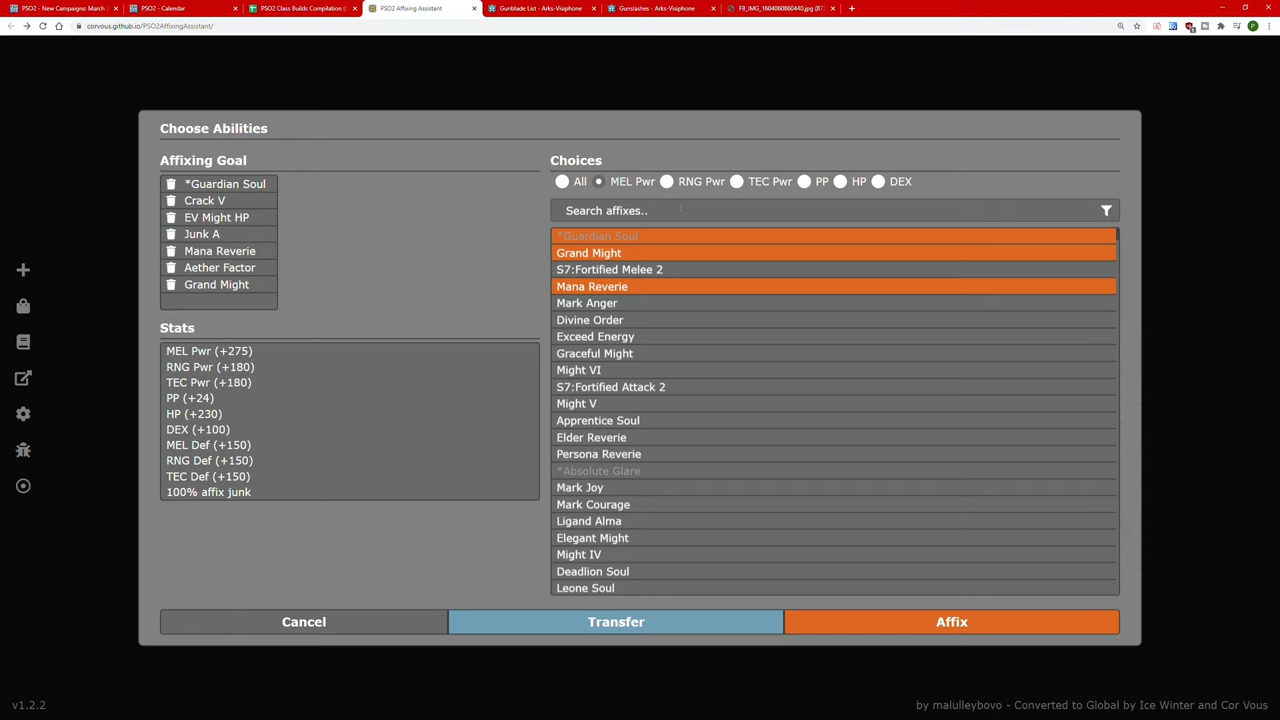 PSO2 - New Campaigns: March
PSO2 - Calendar
PSO2 Class Builds Compilation (
PSO2 Affixing Assistant
Gunblade List - Arks-Visiphone
Gunslashes - Arks-Visiphone
FB_IMG_1604060860440.jpg (87
corvous.github.io/PSO2AffixingAssistant/
Choose Abilities
Affixing Goal
*Guardian Soul
Crack V
EV Might HP
Junk A
Mana Reverie
Aether Factor
Grand Might
Stats
MEL Pwr (+275)
RNG Pwr (+180)
TEC Pwr (+180)
PP (+24)
HP (+230)
DEX (+100)
MEL Def (+150)
RNG Def (+150)
TEC Def (+150)
100% affix junk
Choices
All MEL Pwr RNG Pwr TEC Pwr PP HP DEX
Search affixes..
*Guardian Soul
Grand Might
S7:Fortified Melee 2
Mana Reverie
Mark Anger
Divine Order
Exceed Energy
Graceful Might
Might VI
S7:Fortified Attack 2
Might V
Apprentice Soul
Elder Reverie
Persona Reverie
*Absolute Glare
Mark Joy
Mark Courage
Ligand Alma
Elegant Might
Might IV
Deadlion Soul
Leone Soul
Cancel
Transfer
Affix
v1.2.2
by malulleybovo - Converted to Global by Ice Winter and Cor Vous